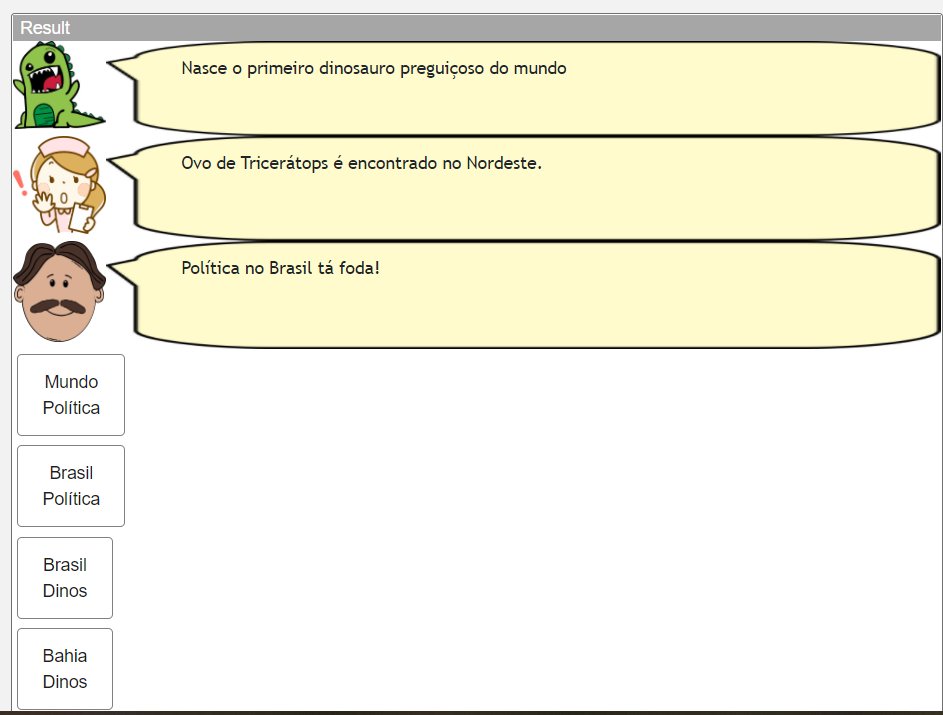 Result
Nasce o primeiro dinosauro preguiçoso do mundo
Ovo de Tricerátops é encontrado no Nordeste.
Política no Brasil tá foda!
Mundo
Política
Brasil
Política
Brasil
Dinos
Bahia
Dinos